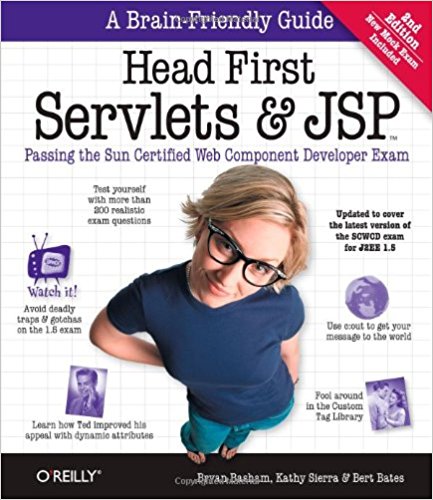 A Brain-Friendly Guide
2nd Edition
New Mock Exam
Included
Head First
Servlets & JSP™
Passing the Sun Certified Web Component Developer Exam
Test yourself
with more than
200 realistic
exam questions
Updated to cover
the latest version of
the SCWCD exam
for J2EE 1.5
Watch it!
Avoid deadly
traps & gotchas
on the 1.5 exam
Use c:out to get your
message to the world
Learn how Ted improved his
appeal with dynamic attributes
Fool around
in the Custom
Tag Library
O'REILLY®
Bryan Basham, Kathy Sierra & Bert Bates